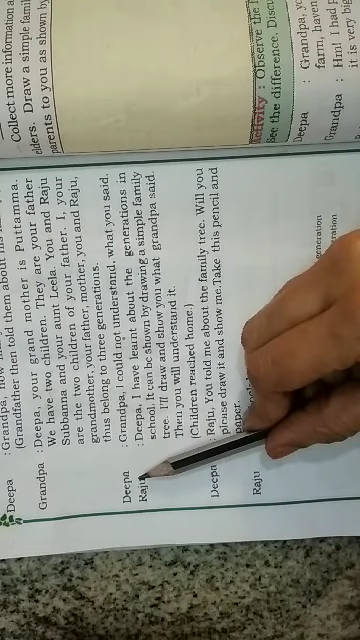 Collect more information a
elders. Draw a simple famil
parents to you as shown by
Activity : Observe the f
See the difference. Discu
Deepa : Grandpa, yo
farm, haven
Grandpa : Hm! I had
it is very big
Deepa : Grandpa,
(Grandfather then told them about
Grandpa : Deepa, your grand mother is Puttamma.
We have two children. They are your father
Subbanna and your aunt Leela. You and Raju
are the two children of your father. I, your
grandmother, your father, mother, you and Raju,
thus belong to three generations.
Deepa : Grandpa, I could not understand, what you said.
Raju : Deepa, I have learnt about the generations in
school. It can be shown by drawing a simple family
tree. I'll draw and show you what grandpa said.
Then you will understand it.
(Children reached home.)
Deepa : Raju, You told me about the family tree. Will you
please draw it and show me.Take this pencil and
paper.
Raju
generation
eration